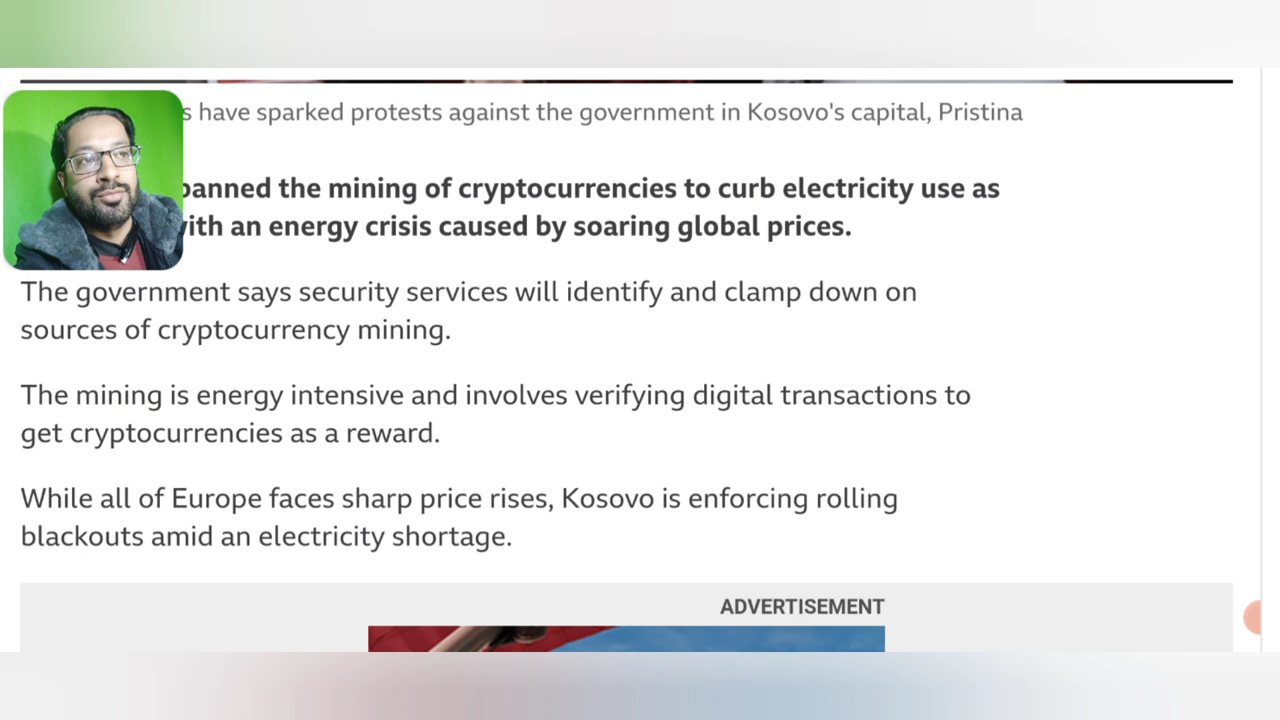 have sparked protests against the government in Kosovo's capital, Pristina
banned the mining of cryptocurrencies to curb electricity use as
with an energy crisis caused by soaring global prices.
The government says security services will identify and clamp down on
sources of cryptocurrency mining.
The mining is energy intensive and involves verifying digital transactions to
get cryptocurrencies as a reward.
While all of Europe faces sharp price rises, Kosovo is enforcing rolling
blackouts amid an electricity shortage.
ADVERTISEMENT